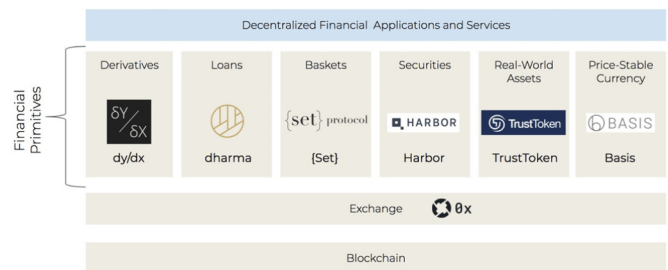 Decentralized Financial Applications and Services
Financial
Primitives
Derivatives
δY/δX
dy/dx
Loans
dharma
Baskets
{set} protocol
{Set}
Securities
HARBOR
Harbor
Real-World
Assets
TrustToken
TrustToken
Price-Stable
Currency
BASIS
Basis
Exchange 0x
Blockchain